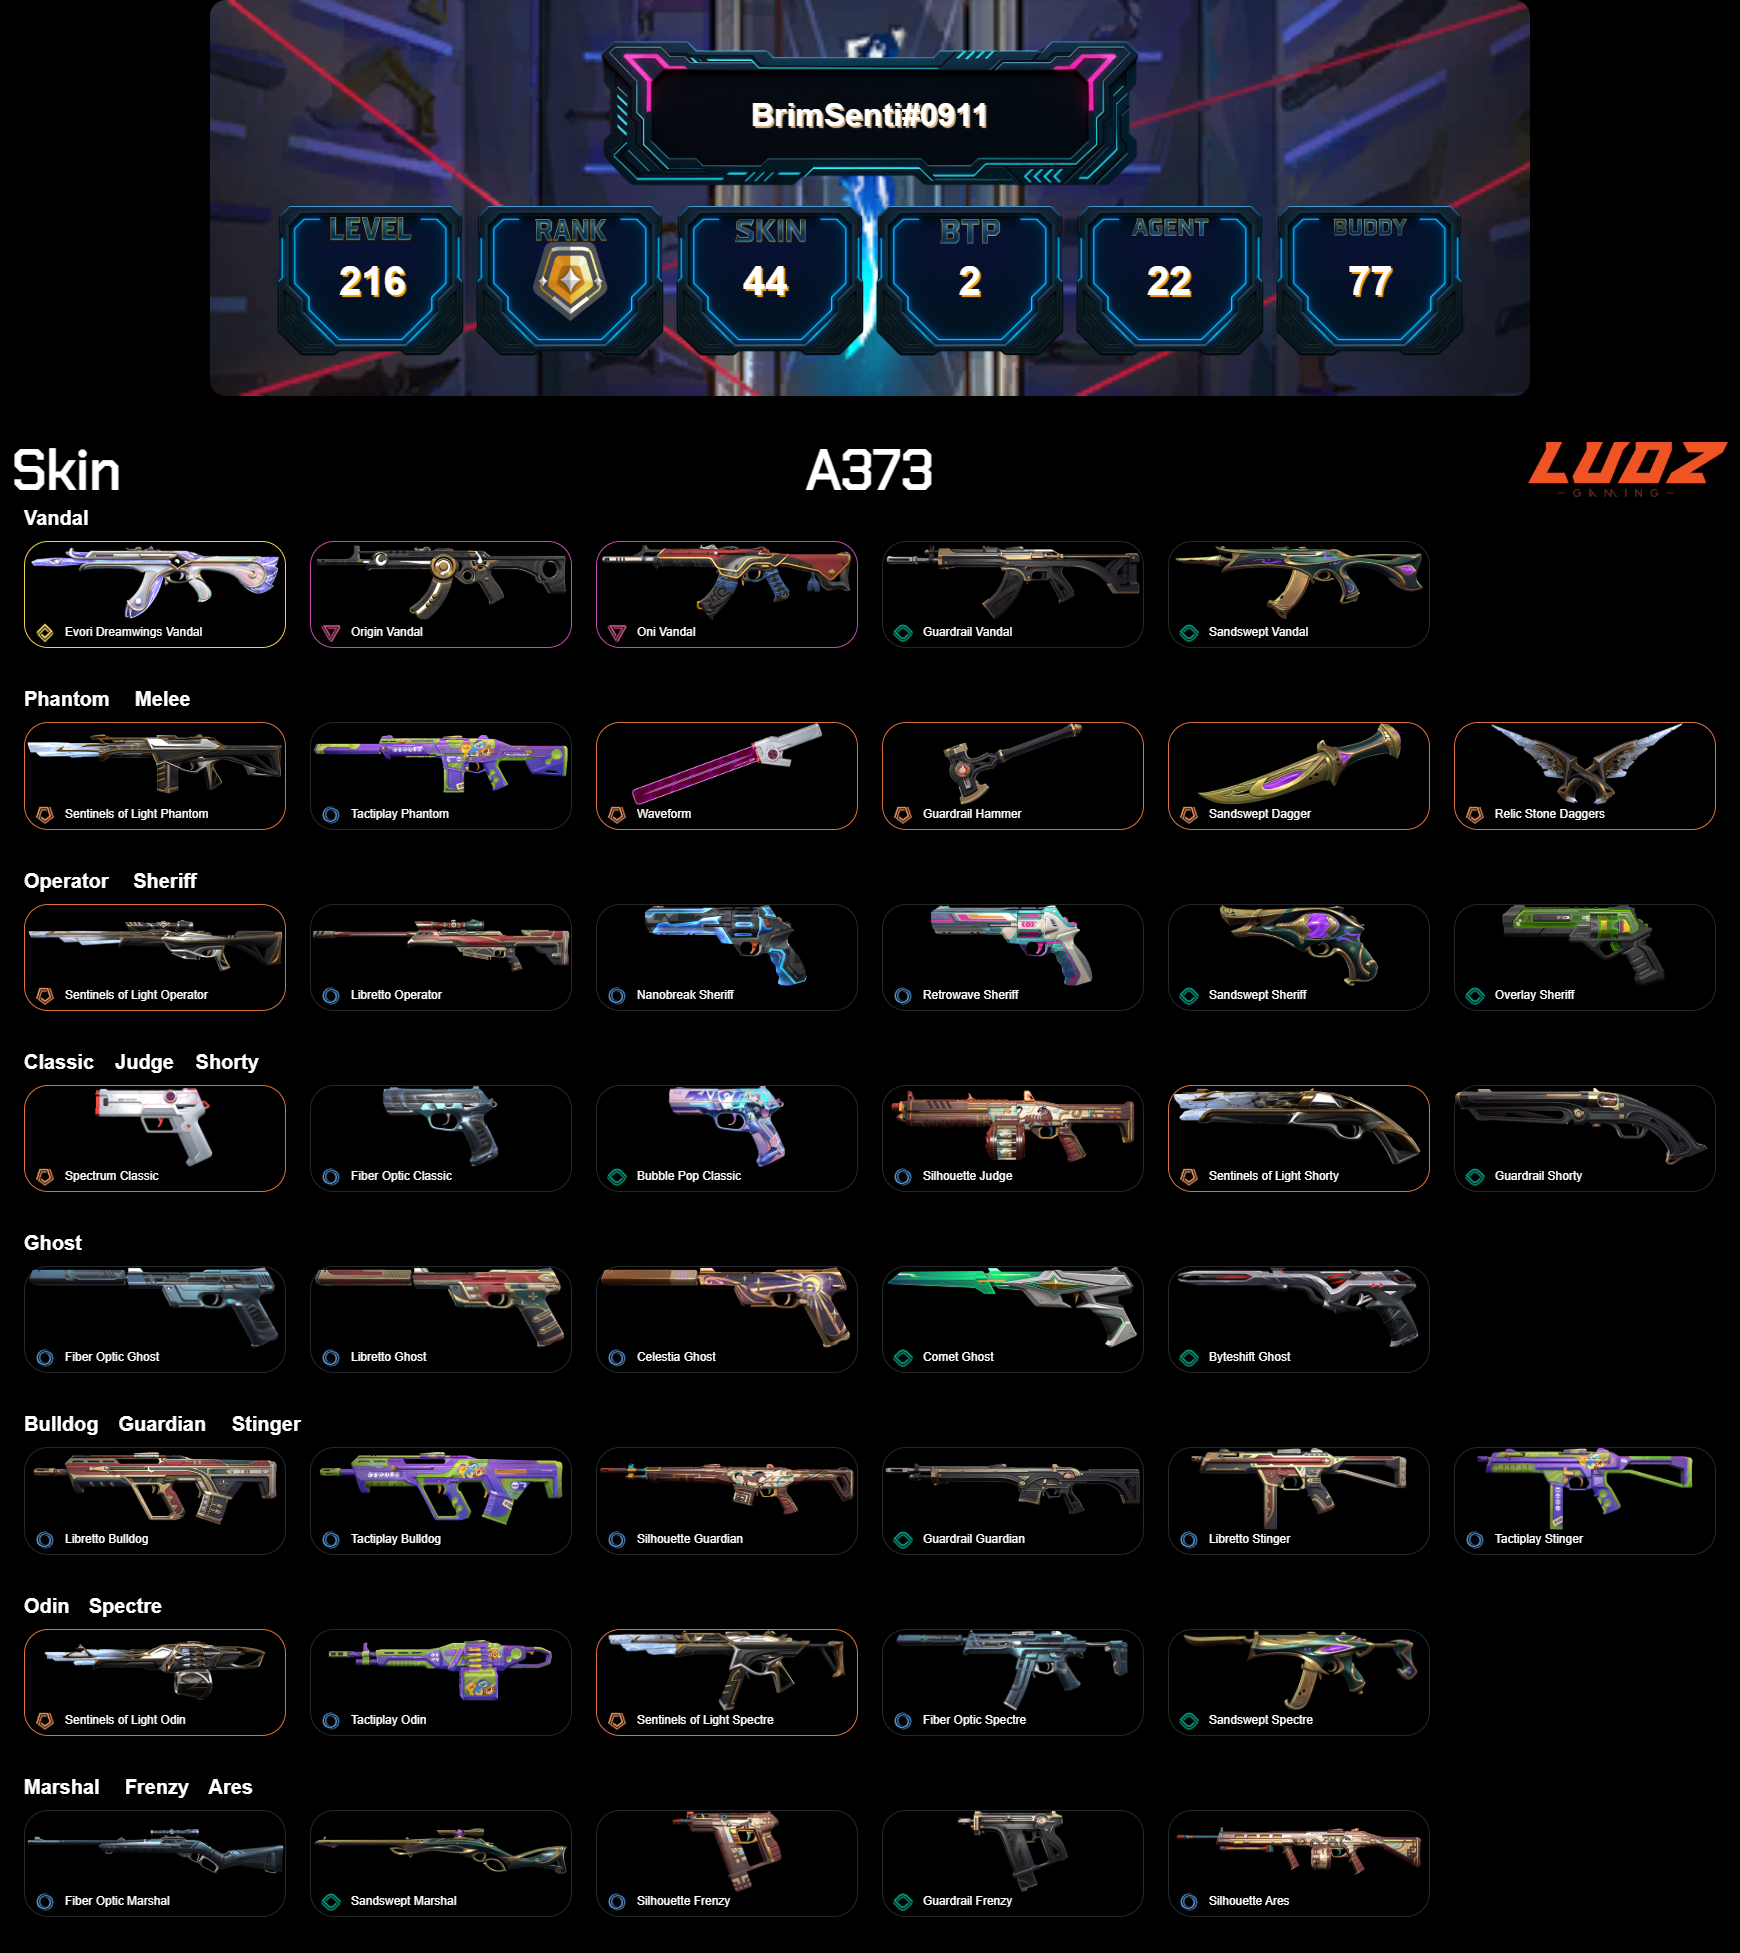 BrimSenti#0911
LEVEL RANK SKIN BTP AGENT BUDDY
216 44 2 22 77
Skin A373 LUDZ
GAMING
Vandal
Evori Dreamwings Vandal Origin Vandal Oni Vandal Guardrail Vandal Sandswept Vandal
Phantom Melee
Sentinels of Light Phantom Tactiplay Phantom Waveform Guardrail Hammer Sandswept Dagger Relic Stone Daggers
Operator Sheriff
Sentinels of Light Operator Libretto Operator Nanobreak Sheriff Retrowave Sheriff Sandswept Sheriff Overlay Sheriff
Classic Judge Shorty
Spectrum Classic Fiber Optic Classic Bubble Pop Classic Silhouette Judge Sentinels of Light Shorty Guardrail Shorty
Ghost
Fiber Optic Ghost Libretto Ghost Celestia Ghost Comet Ghost Byteshift Ghost
Bulldog Guardian Stinger
Libretto Bulldog Tactiplay Bulldog Silhouette Guardian Guardrail Guardian Libretto Stinger Tactiplay Stinger
Odin Spectre
Sentinels of Light Odin Tactiplay Odin Sentinels of Light Spectre Fiber Optic Spectre Sandswept Spectre
Marshal Frenzy Ares
Fiber Optic Marshal Sandswept Marshal Silhouette Frenzy Guardrail Frenzy Silhouette Ares